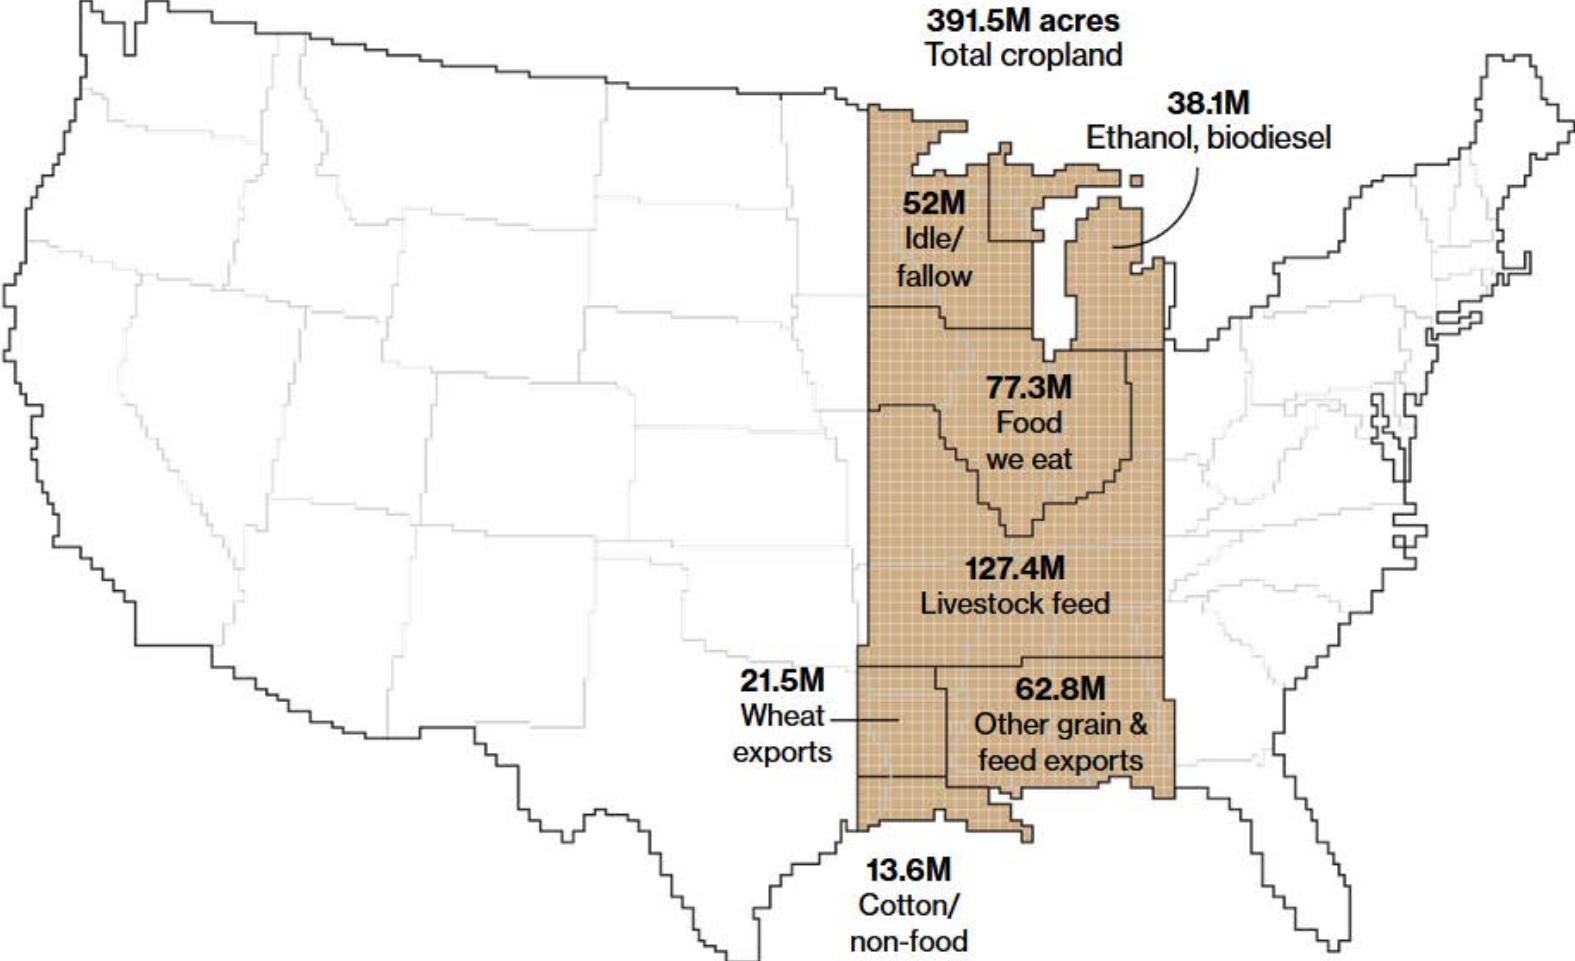 391.5M acres
Total cropland
38.1M
Ethanol, biodiesel
52M
Idle/
fallow
77.3M
Food
we eat
127.4M
Livestock feed
21.5M
Wheat
exports
62.8M
Other grain &
feed exports
13.6M
Cotton/
non-food